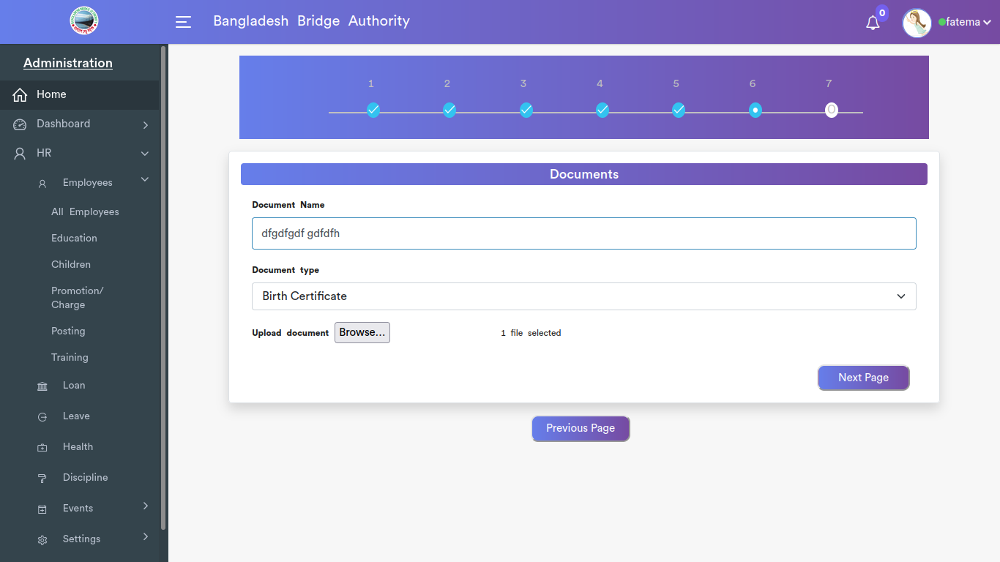 Bangladesh Bridge Authority
0
fatema
Administration
Home
Dashboard
HR
Employees
All Employees
Education
Children
Promotion/
Charge
Posting
Training
Loan
Leave
Health
Discipline
Events
Settings
1 2 3 4 5 6 7
Documents
Document Name
dfgdfgdf gdfdfh
Document type
Birth Certificate
Upload document Browse... 1 file selected
Next Page
Previous Page